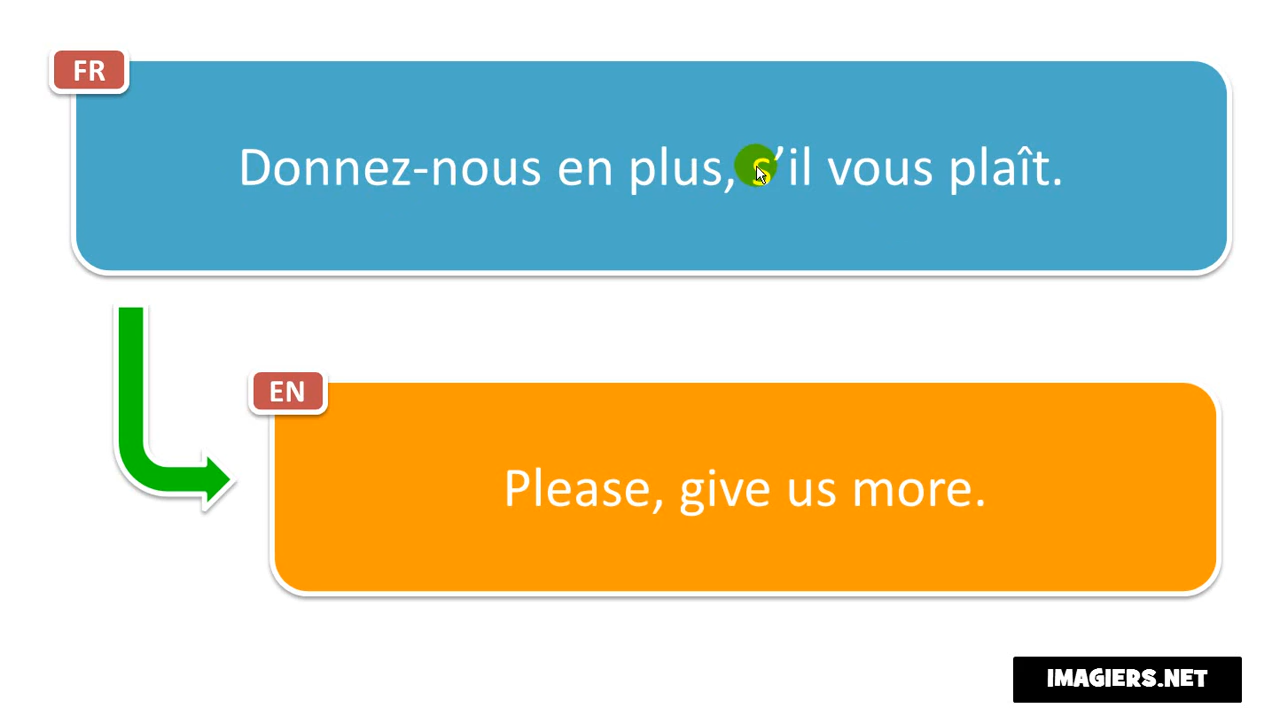 FR
Donnez-nous en plus, s’il vous plaît.
EN
Please, give us more.
IMAGIERS.NET